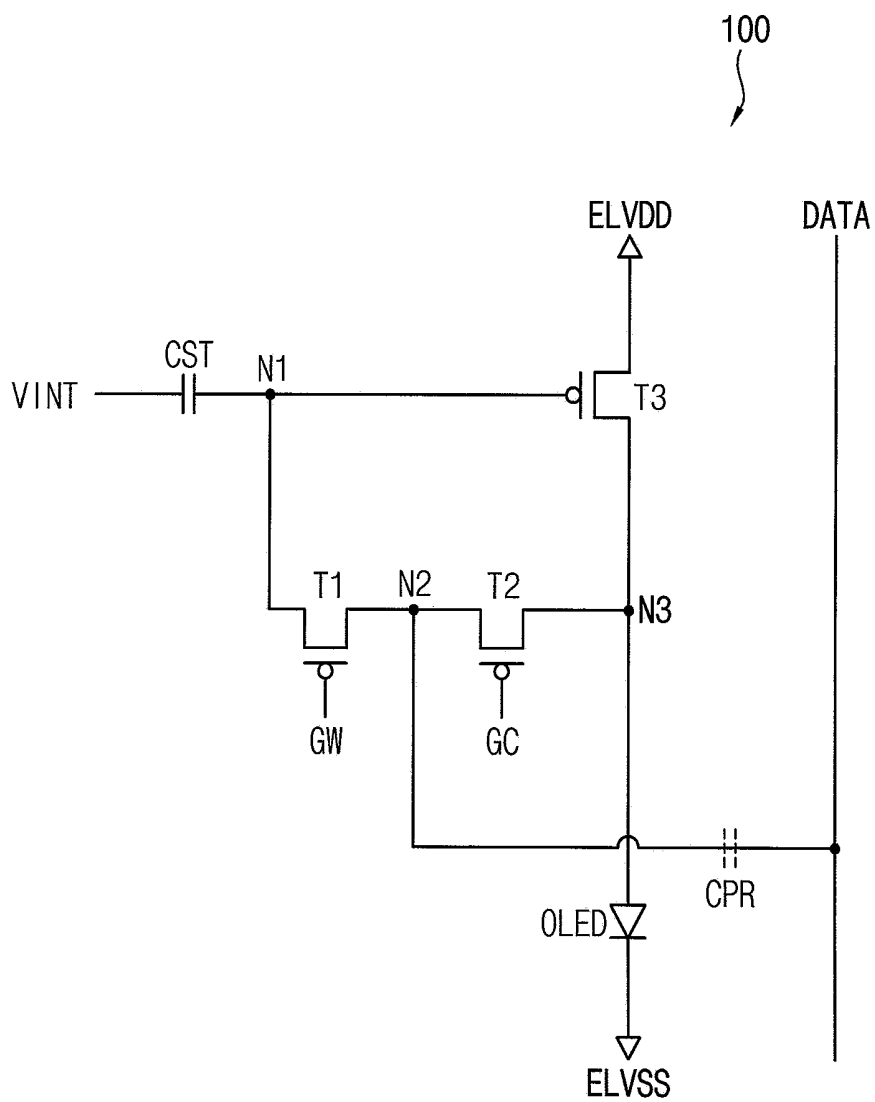 100
ELVDD
DATA
CST
N1
VINT
T3
T1
N2
T2
N3
GW
GC
CPR
OLED
ELVSS